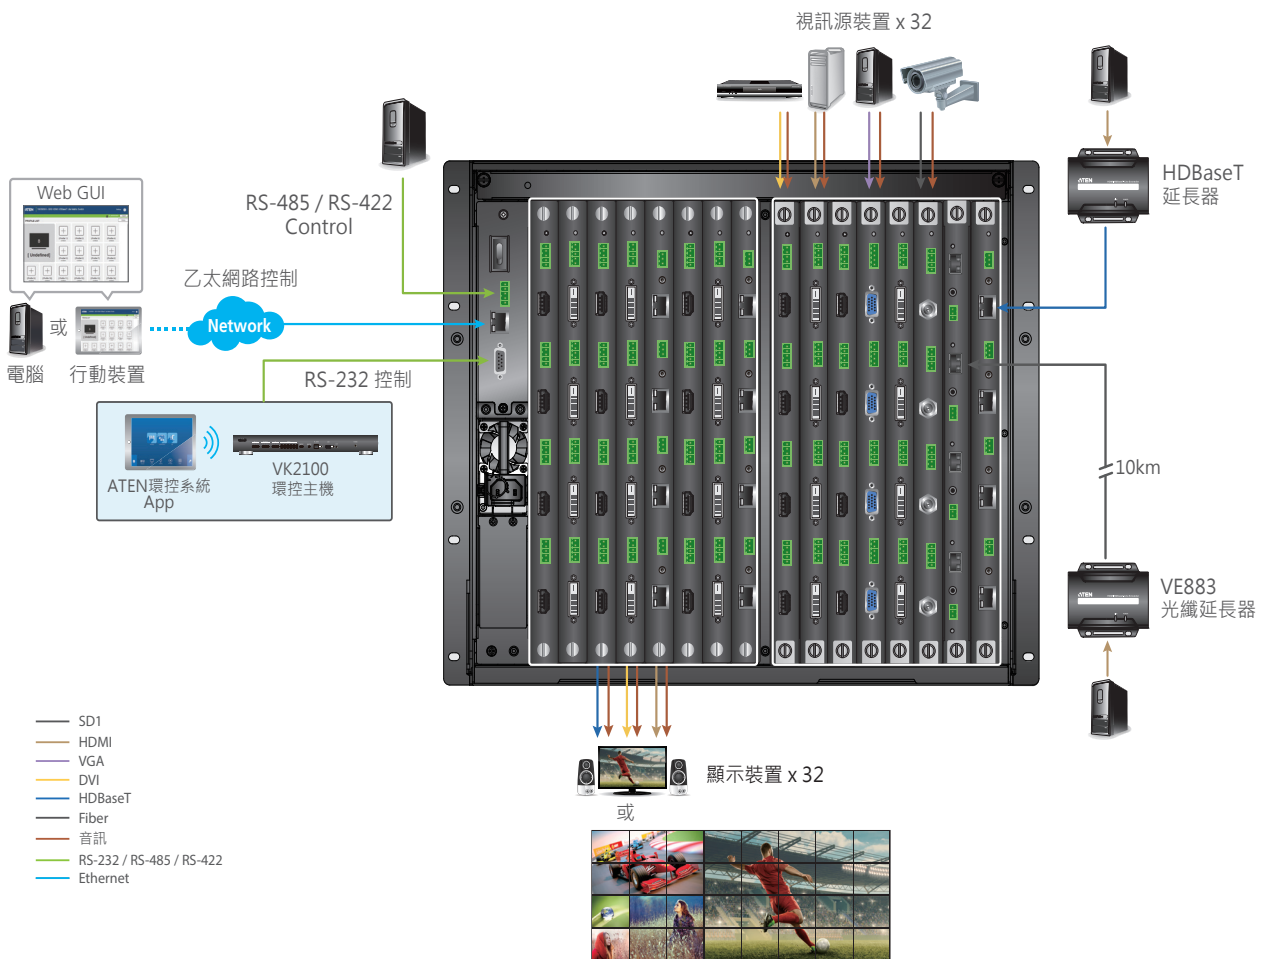 視訊源裝置 x 32
HDBaseT
延長器
ATEN
RS-485 / RS-422
Control
Web GUI
ATEN
[ Undefined ]
乙太網路控制
Network
或
電腦
行動裝置
RS-232 控制
ATEN環控系統
App
VK2100
環控主機
10km
VE883
光纖延長器
ATEN
SD1
HDMI
VGA
DVI
HDBaseT
Fiber
音訊
RS-232 / RS-485 / RS-422
Ethernet
顯示裝置 x 32
或